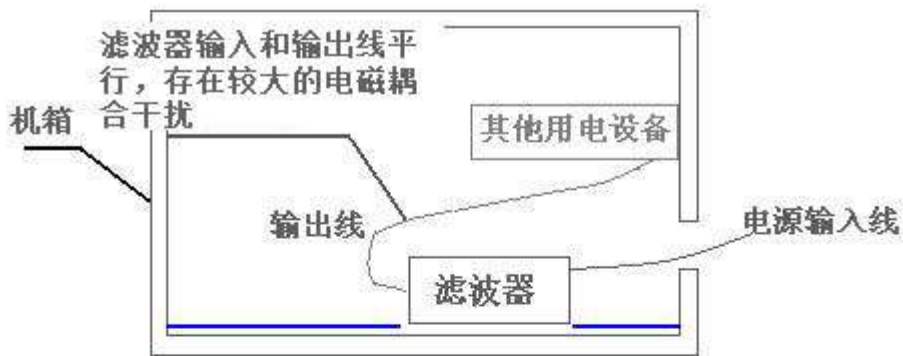 滤波器输入和输出线平
行，存在较大的电磁耦
合干扰
机箱
其他用电设备
输出线
电源输入线
滤波器